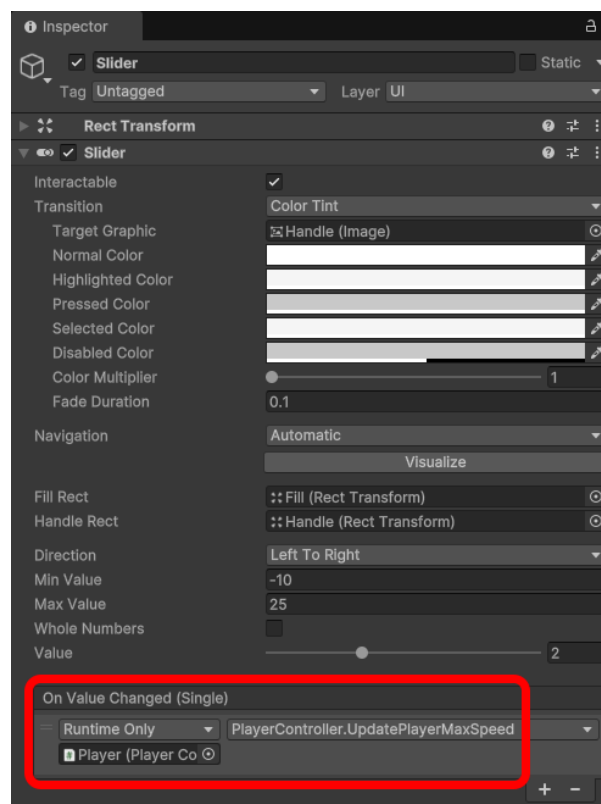 Inspector
Slider Static
Tag Untagged Layer UI
Rect Transform
Slider
Interactable
Transition Color Tint
Target Graphic Handle (Image)
Normal Color
Highlighted Color
Pressed Color
Selected Color
Disabled Color
Color Multiplier 1
Fade Duration 0.1
Navigation Automatic
Visualize
Fill Rect Fill (Rect Transform)
Handle Rect Handle (Rect Transform)
Direction Left To Right
Min Value -10
Max Value 25
Whole Numbers
Value 2
On Value Changed (Single)
Runtime Only PlayerController.UpdatePlayerMaxSpeed
Player (Player Co
+ -